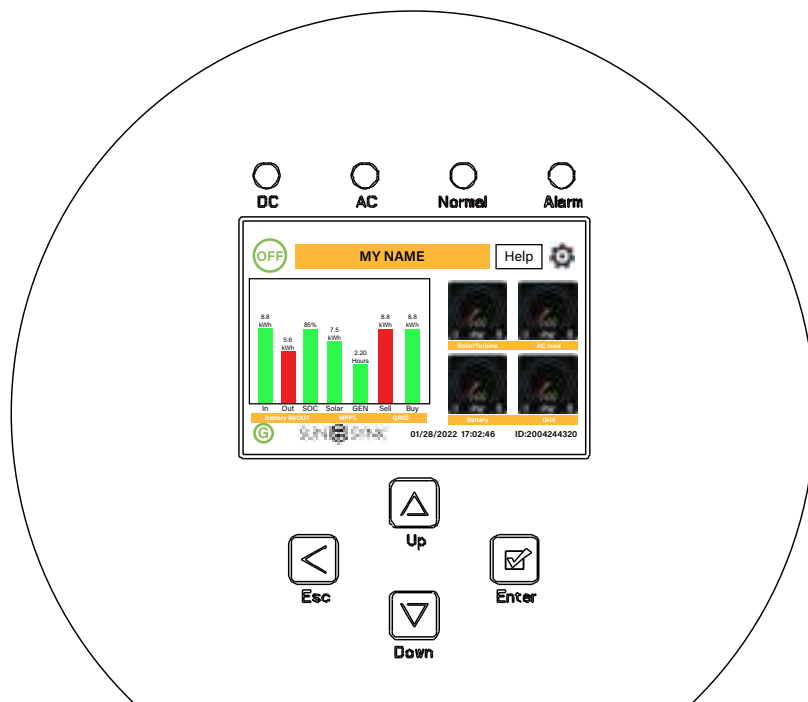 DC AC Normal Alarm
OFF MY NAME Help
8.8 kWh
5.6 kWh
85%
7.5 kWh
2.20 Hours
8.8 kWh
8.8 kWh
In Out SOC Solar GEN Sell Buy
Battery IN/OUT MPPT. GRID
Solar/Turbine AC load
Battery Grid
G 01/28/2022 17:02:46 ID:2004244320
Up
Esc Enter
Down